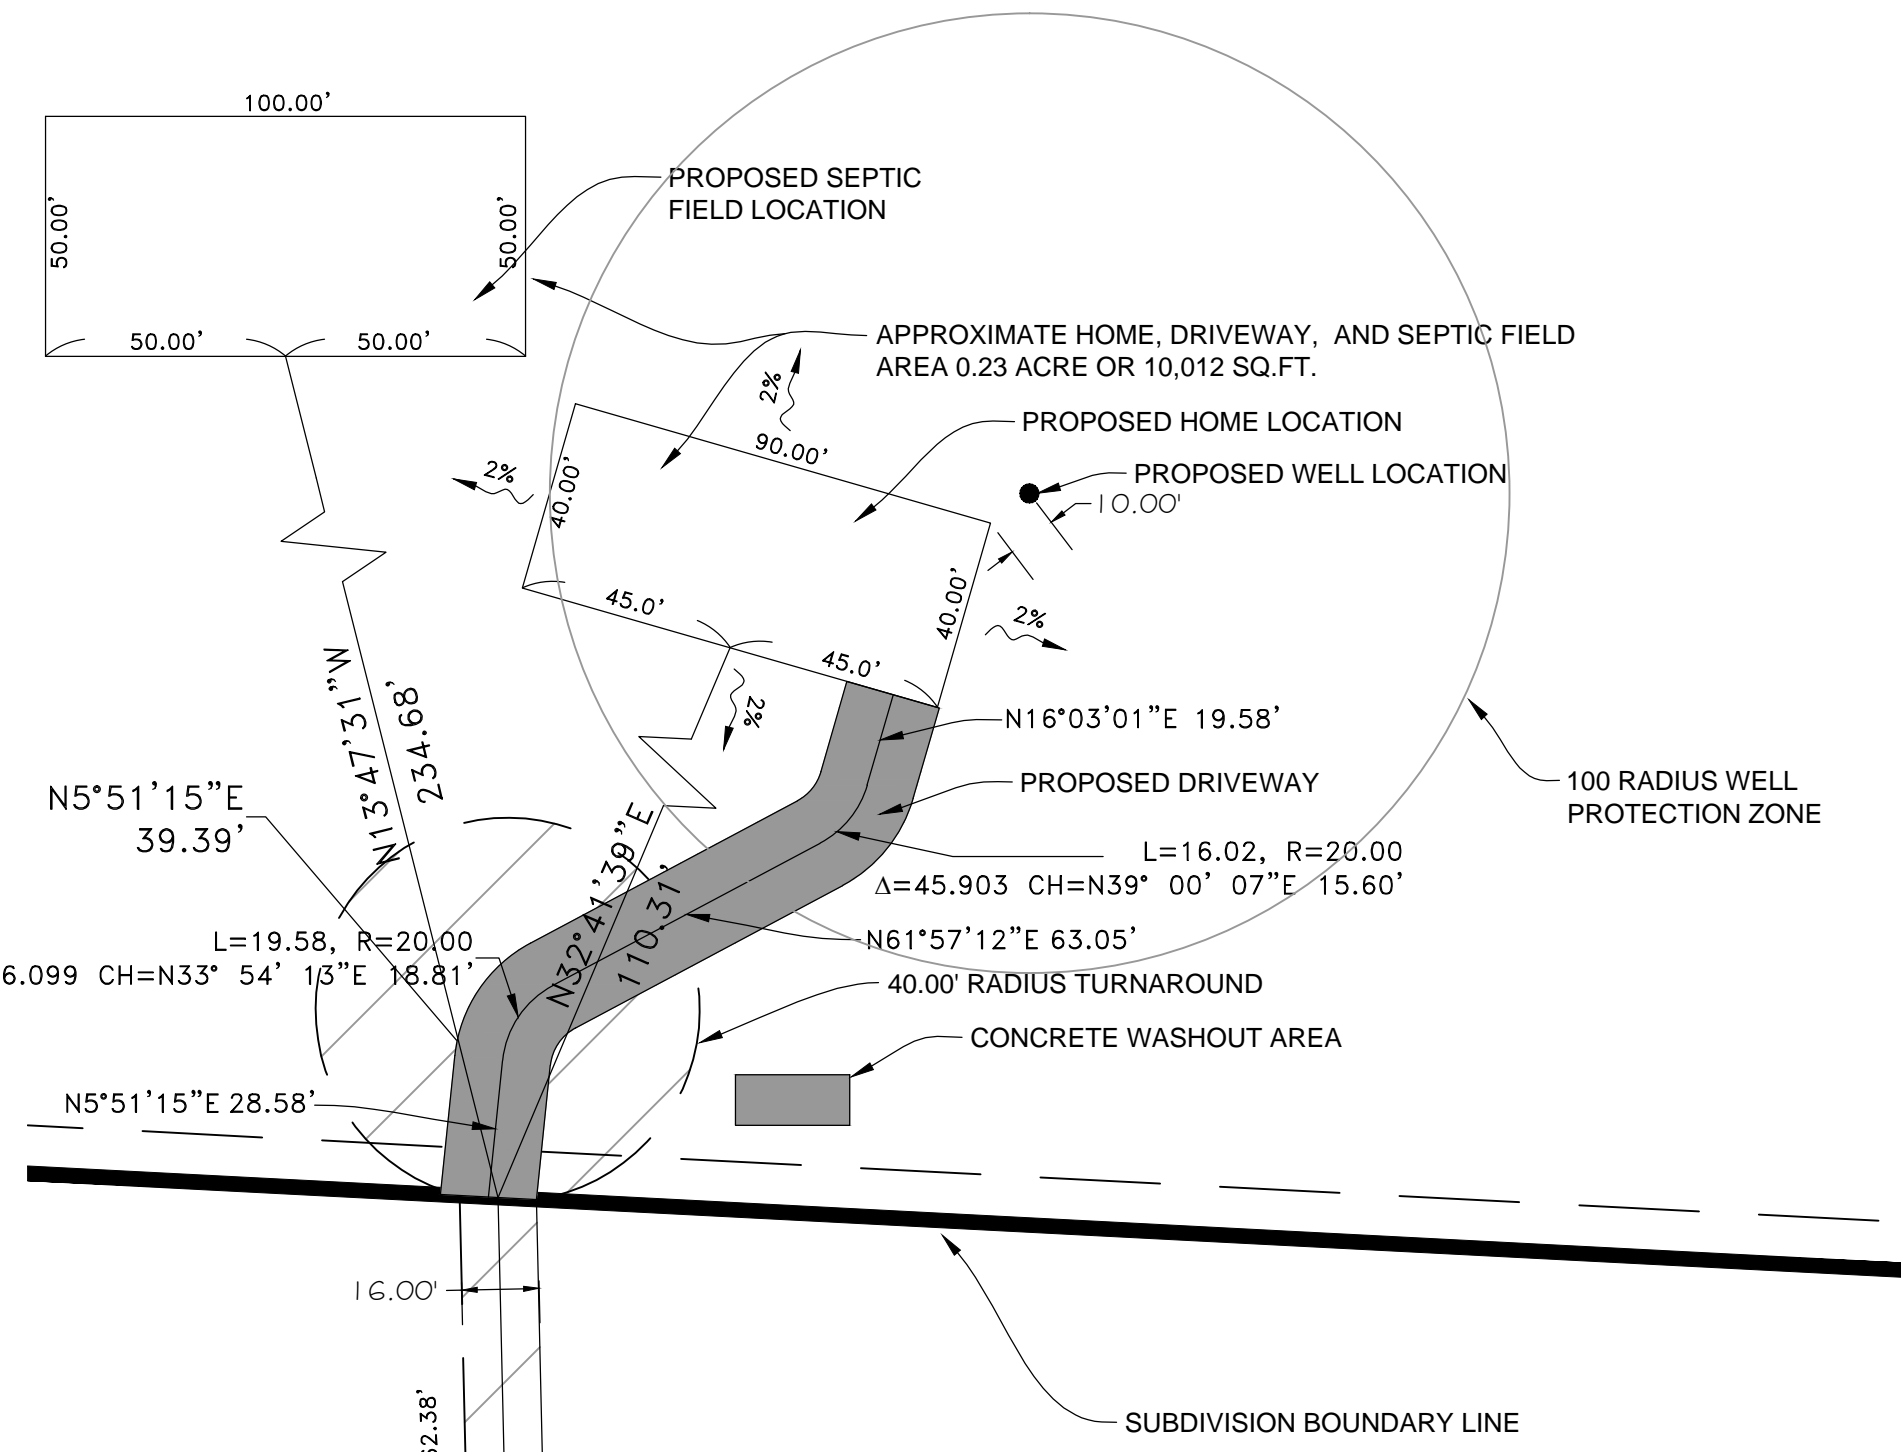 100.00’
50.00’
50.00’
50.00’
50.00’
PROPOSED SEPTIC
FIELD LOCATION
APPROXIMATE HOME, DRIVEWAY, AND SEPTIC FIELD
AREA 0.23 ACRE OR 10,012 SQ.FT.
2%
PROPOSED HOME LOCATION
90.00’
2%
40.00’
PROPOSED WELL LOCATION
10.00'
45.0’
40.00’
2%
45.0’
2%
N13°47’31”W
234.68’
N16°03’01”E 19.58’
PROPOSED DRIVEWAY
100 RADIUS WELL
PROTECTION ZONE
N5°51’15”E
39.39’
N32°41’39”E
110.31’
L=16.02, R=20.00
Δ=45.903 CH=N39° 00’ 07”E 15.60’
L=19.58, R=20.00
6.099 CH=N33° 54’ 13”E 18.81’
N61°57’12”E 63.05’
40.00' RADIUS TURNAROUND
CONCRETE WASHOUT AREA
N5°51’15”E 28.58’
16.00'
62.38’
SUBDIVISION BOUNDARY LINE